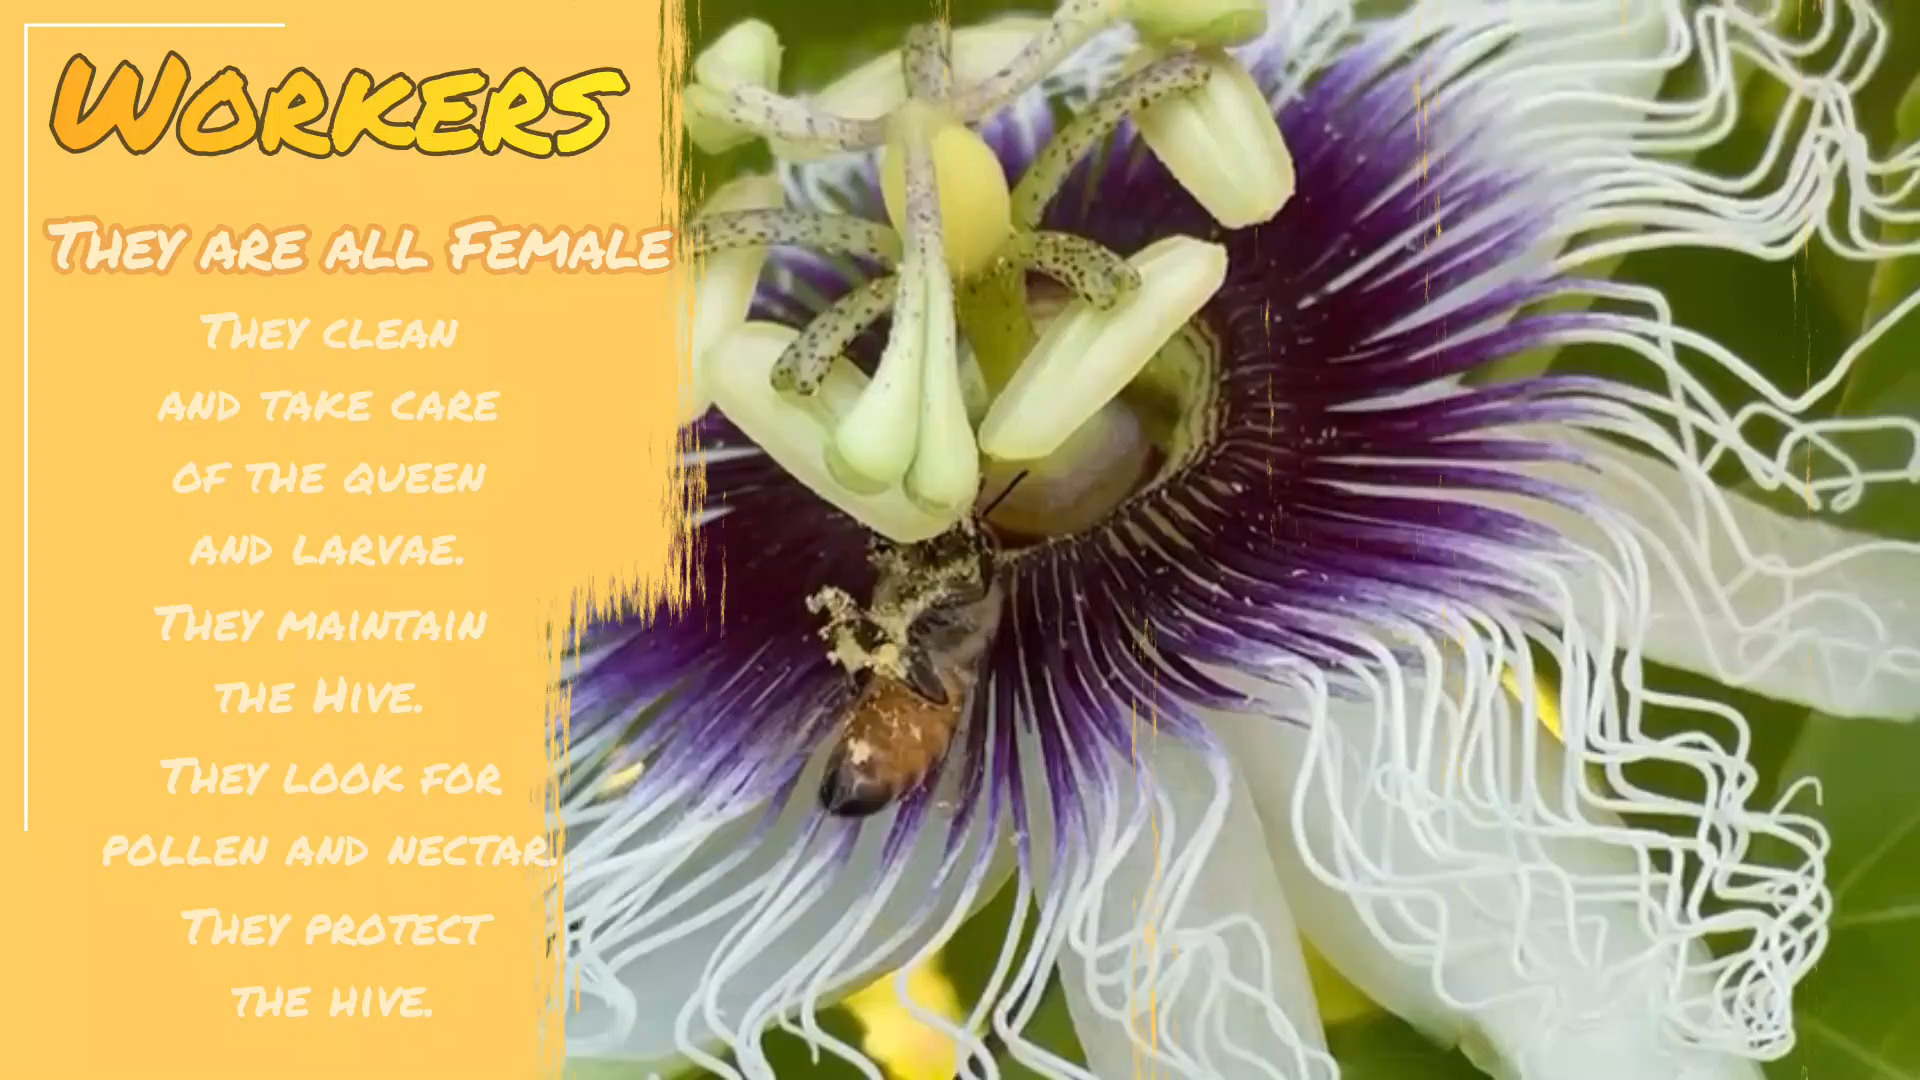 Workers
They are all Female
They clean
and take care
of the queen
and larvae.
They maintain
the Hive.
They look for
pollen and nectar.
They protect
the hive.